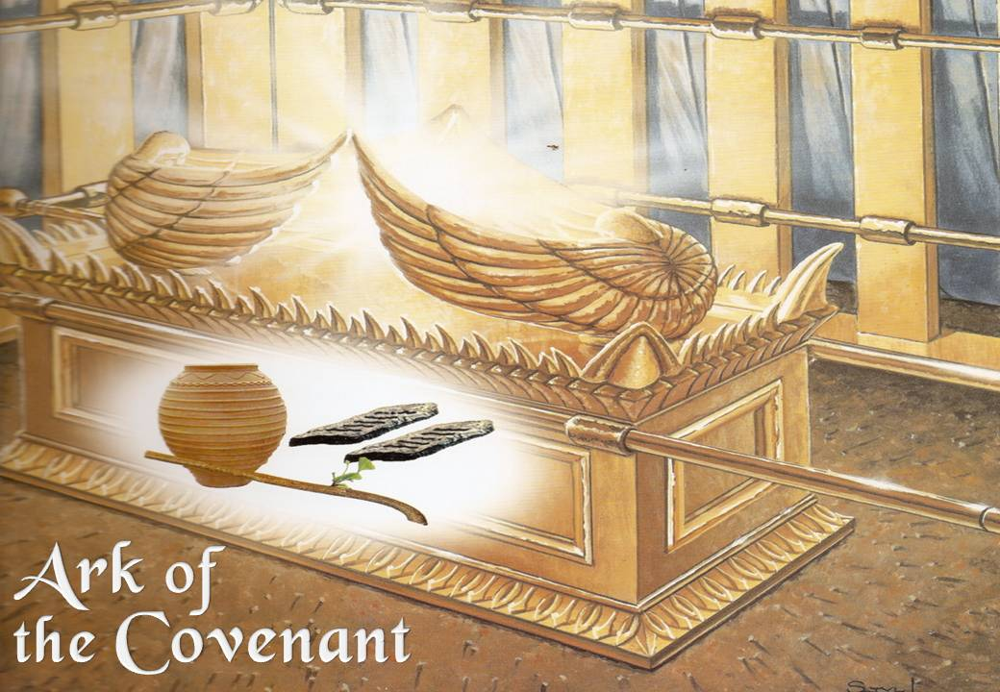 Ark of
the Covenant